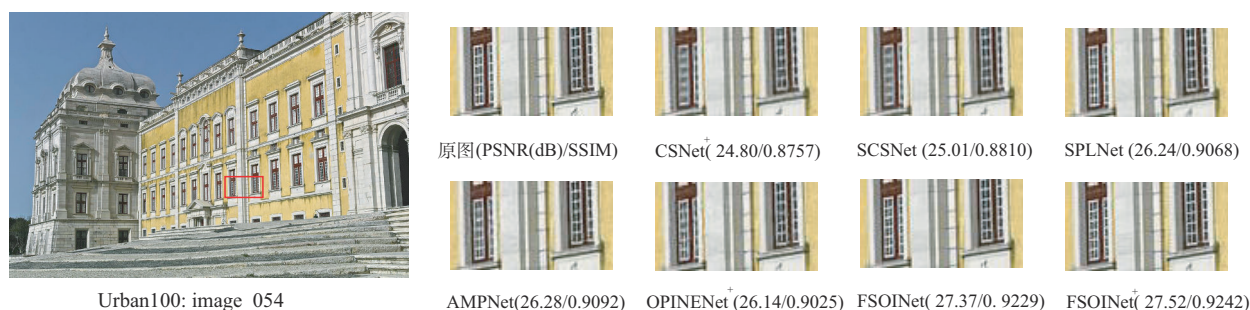 原图(PSNR(dB)/SSIM)
CSNet+( 24.80/0.8757)
SCSNet (25.01/0.8810)
SPLNet (26.24/0.9068)
Urban100: image_054
AMPNet(26.28/0.9092)
OPINENet+(26.14/0.9025)
FSOINet( 27.37/0. 9229)
FSOINet+( 27.52/0.9242)